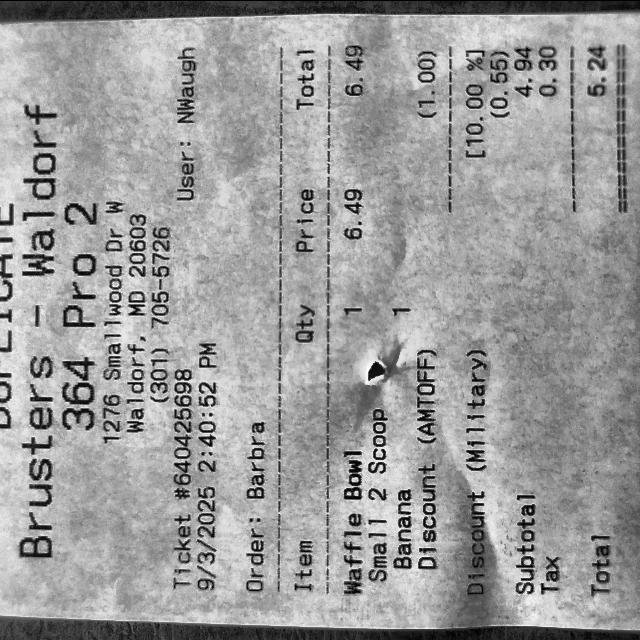 DUPLICATE
Brusters - Waldorf
364 Pro 2
1276 Smallwood Dr W
Waldorf, MD 20603
(301) 705-5726
Ticket #640425698
9/3/2025 2:40:52 PM User: NWaugh
Order: Barbra
Item Qty Price Total
Waffle Bowl 1 6.49 6.49
Small 2 Scoop
Banana 1
Discount (AMTOFF) (1.00)
Discount (Military) [10.00 %]
(0.55)
Subtotal 4.94
Tax 0.30
Total 5.24